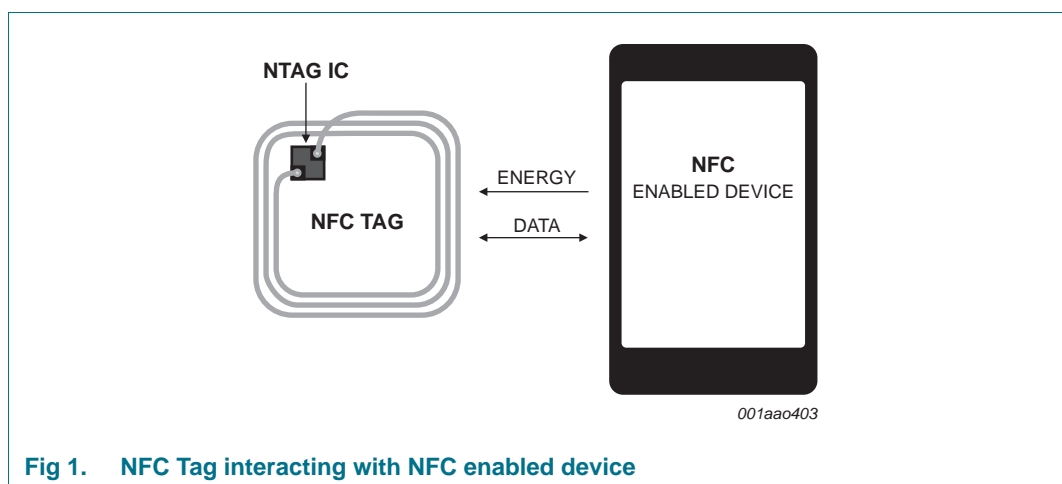 NTAG IC
NFC TAG
ENERGY
DATA
NFC
ENABLED DEVICE
001aao403
Fig 1. NFC Tag interacting with NFC enabled device